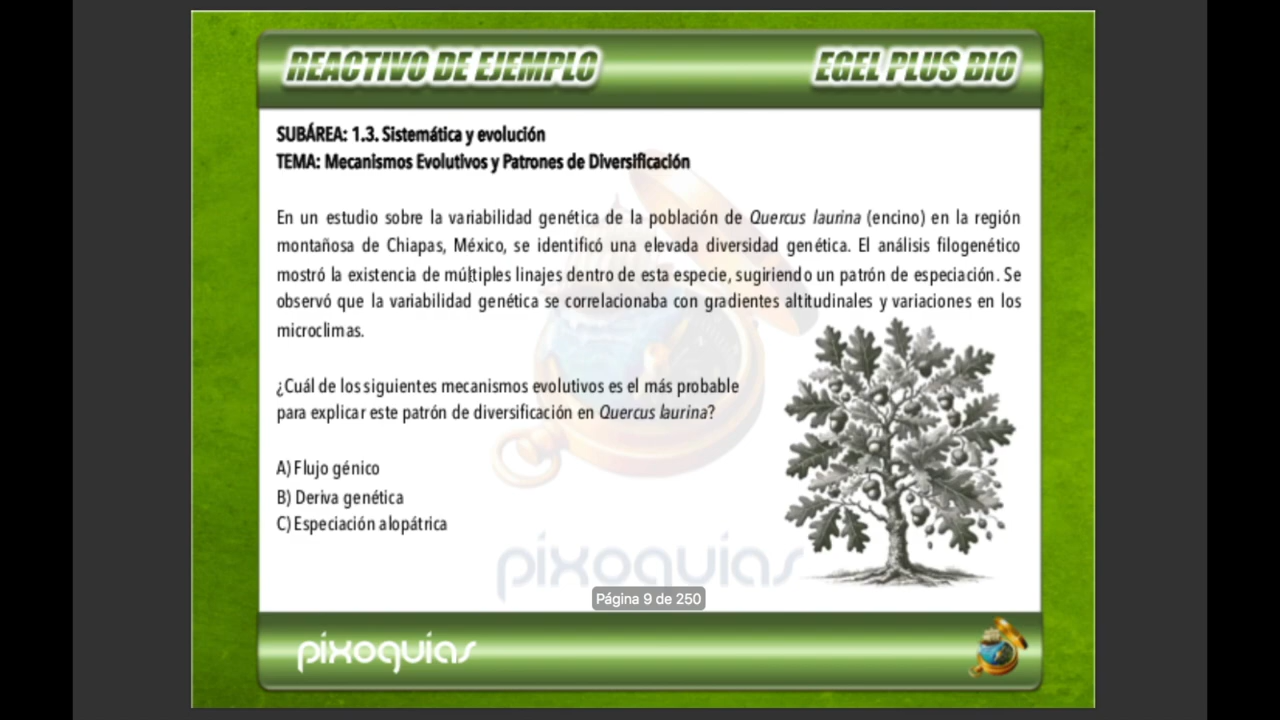 REACTIVO DE EJEMPLO EGEL PLUS BIO
SUBÁREA: 1.3. Sistemática y evolución
TEMA: Mecanismos Evolutivos y Patrones de Diversificación
En un estudio sobre la variabilidad genética de la población de Quercus laurina (encino) en la región
montañosa de Chiapas, México, se identificó una elevada diversidad genética. El análisis filogenético
mostró la existencia de múltiples linajes dentro de esta especie, sugiriendo un patrón de especiación. Se
observó que la variabilidad genética se correlacionaba con gradientes altitudinales y variaciones en los
microclimas.
¿Cuál de los siguientes mecanismos evolutivos es el más probable
para explicar este patrón de diversificación en Quercus laurina?
A) Flujo génico
B) Deriva genética
C) Especiación alopátrica
pixoguías
Página 9 de 250
pixoguías